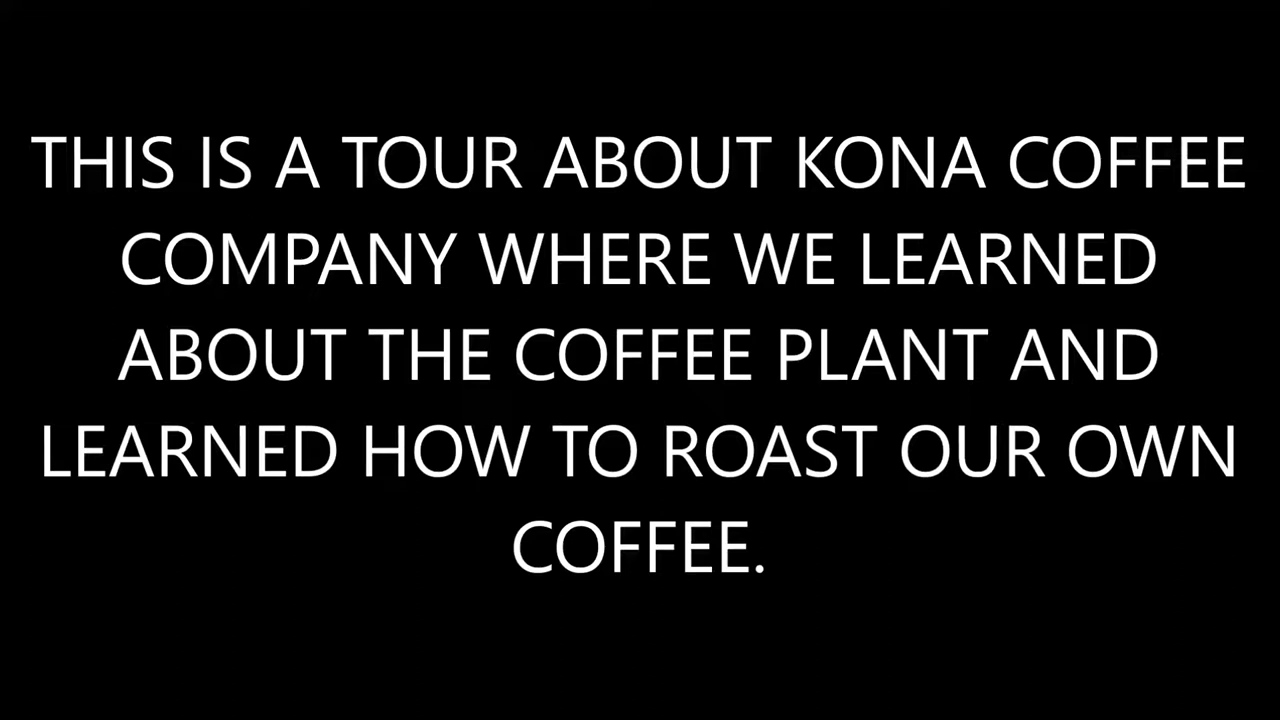 THIS IS A TOUR ABOUT KONA COFFEE
COMPANY WHERE WE LEARNED
ABOUT THE COFFEE PLANT AND
LEARNED HOW TO ROAST OUR OWN
COFFEE.